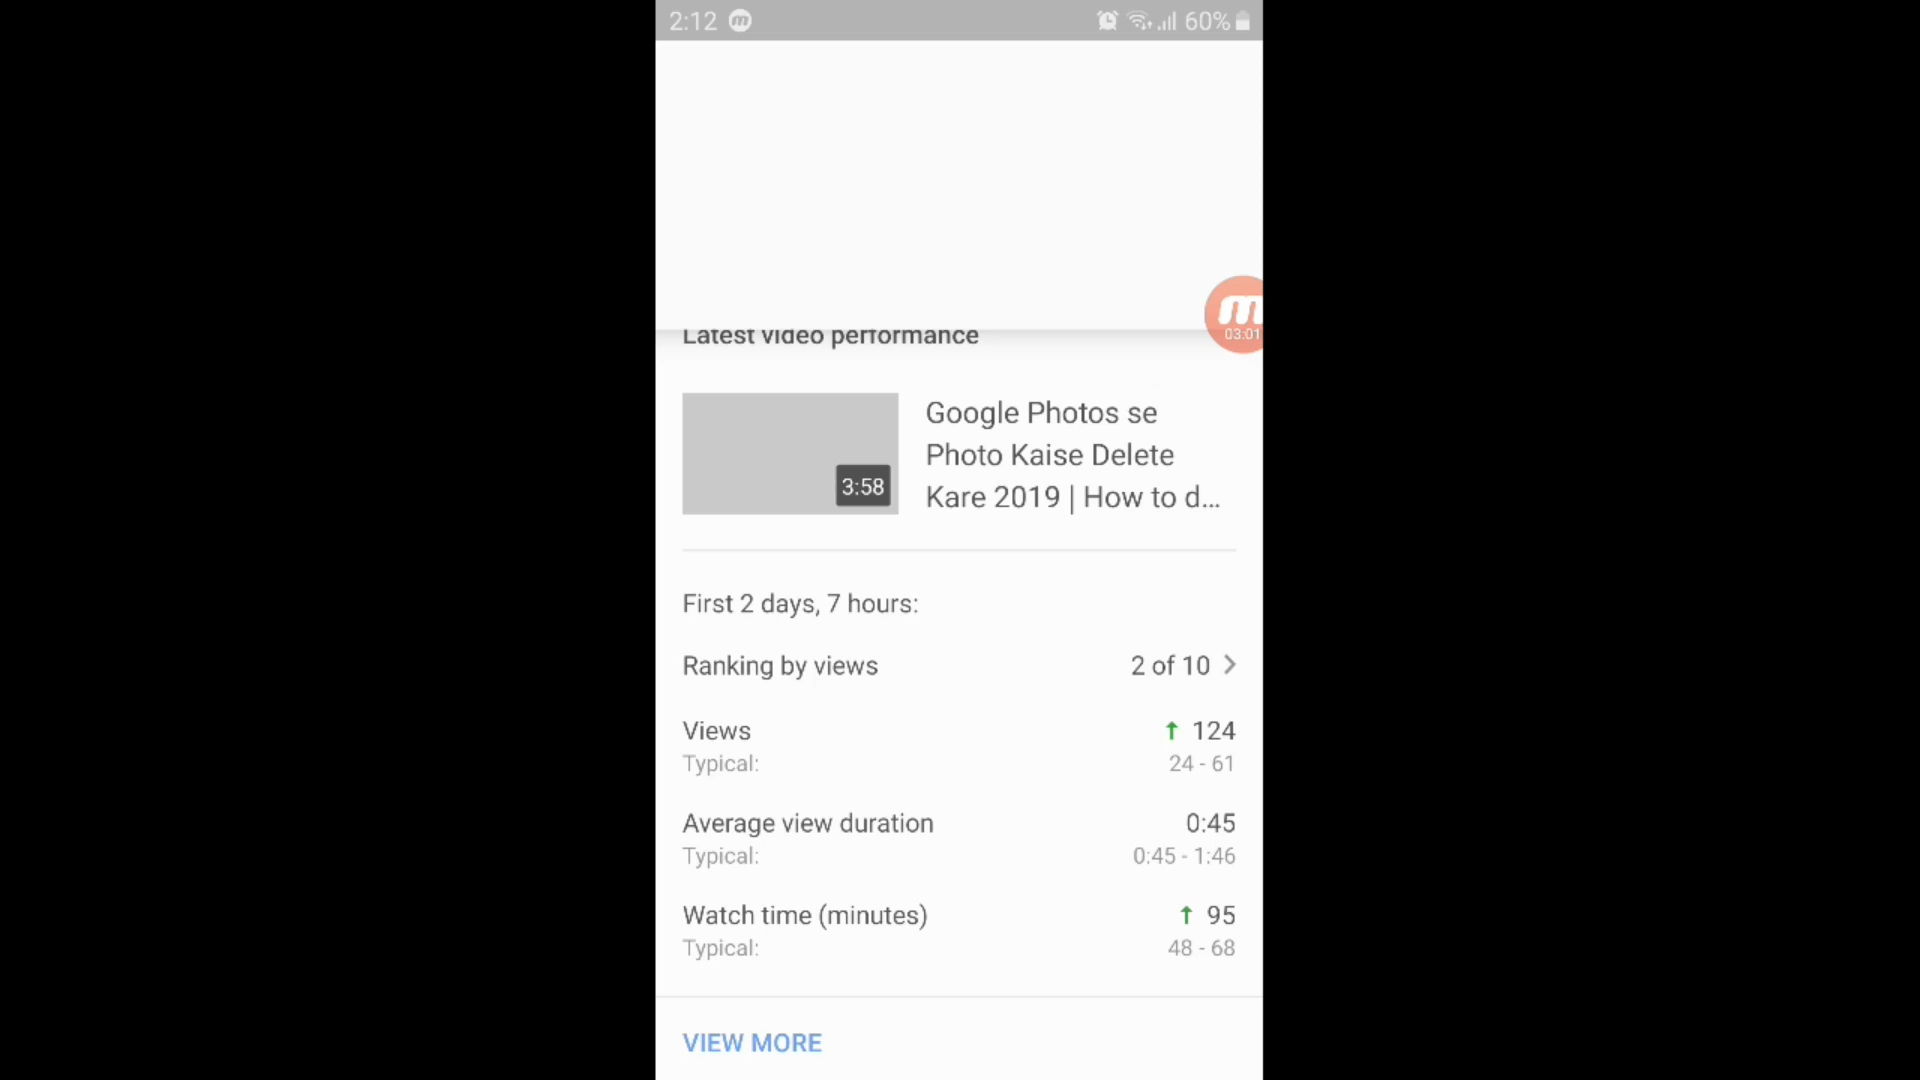 2:12 m 60%
m
03:01
Latest video performance
3:58
Google Photos se
Photo Kaise Delete
Kare 2019 | How to d...
First 2 days, 7 hours:
Ranking by views 2 of 10 >
Views ↑ 124
Typical: 24 - 61
Average view duration 0:45
Typical: 0:45 - 1:46
Watch time (minutes) ↑ 95
Typical: 48 - 68
VIEW MORE